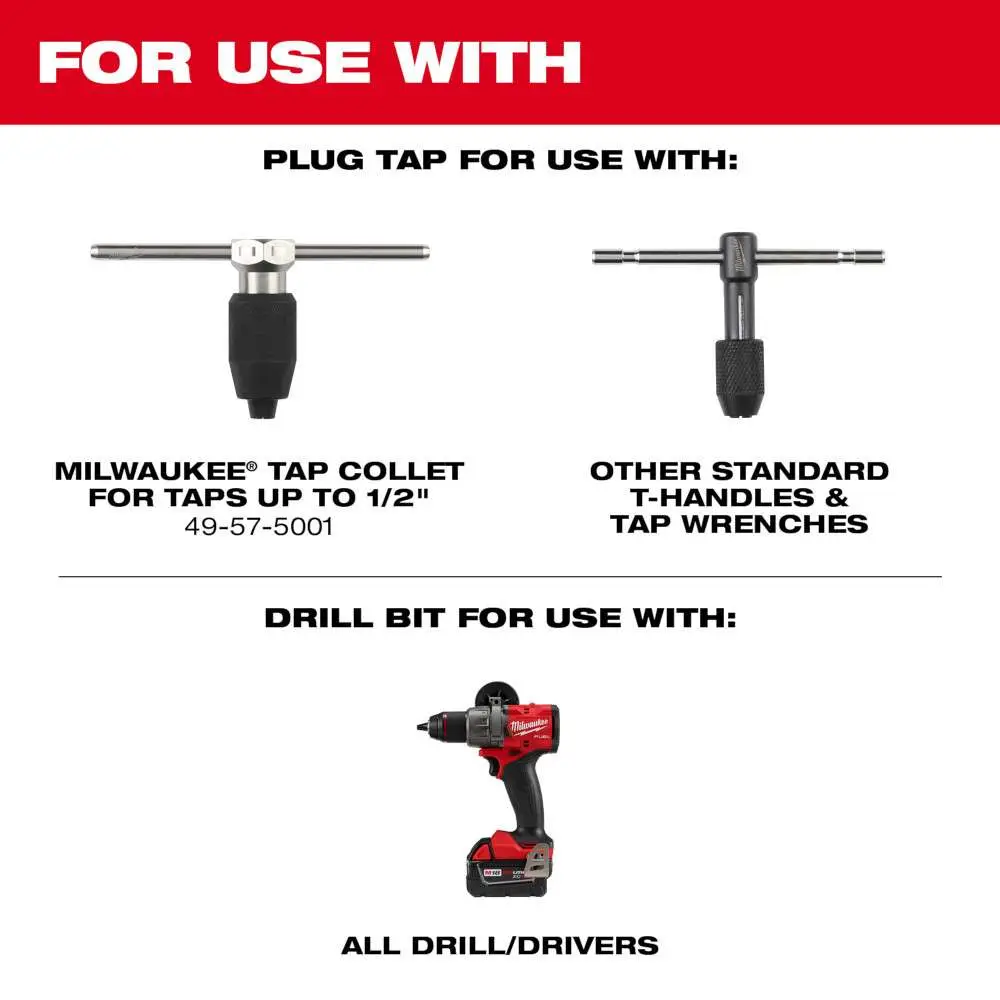 FOR USE WITH
PLUG TAP FOR USE WITH:
Milwaukee
MILWAUKEE® TAP COLLET
FOR TAPS UP TO 1/2"
49-57-5001
OTHER STANDARD
T-HANDLES &
TAP WRENCHES
DRILL BIT FOR USE WITH:
Milwaukee
FUEL
M18
ALL DRILL/DRIVERS